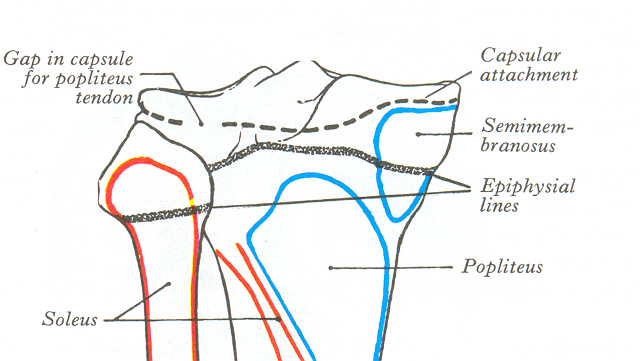 Gap in capsule
for popliteus
tendon
Capsular
attachment
Semimem-
branosus
Epiphysial
lines
Popliteus
Soleus